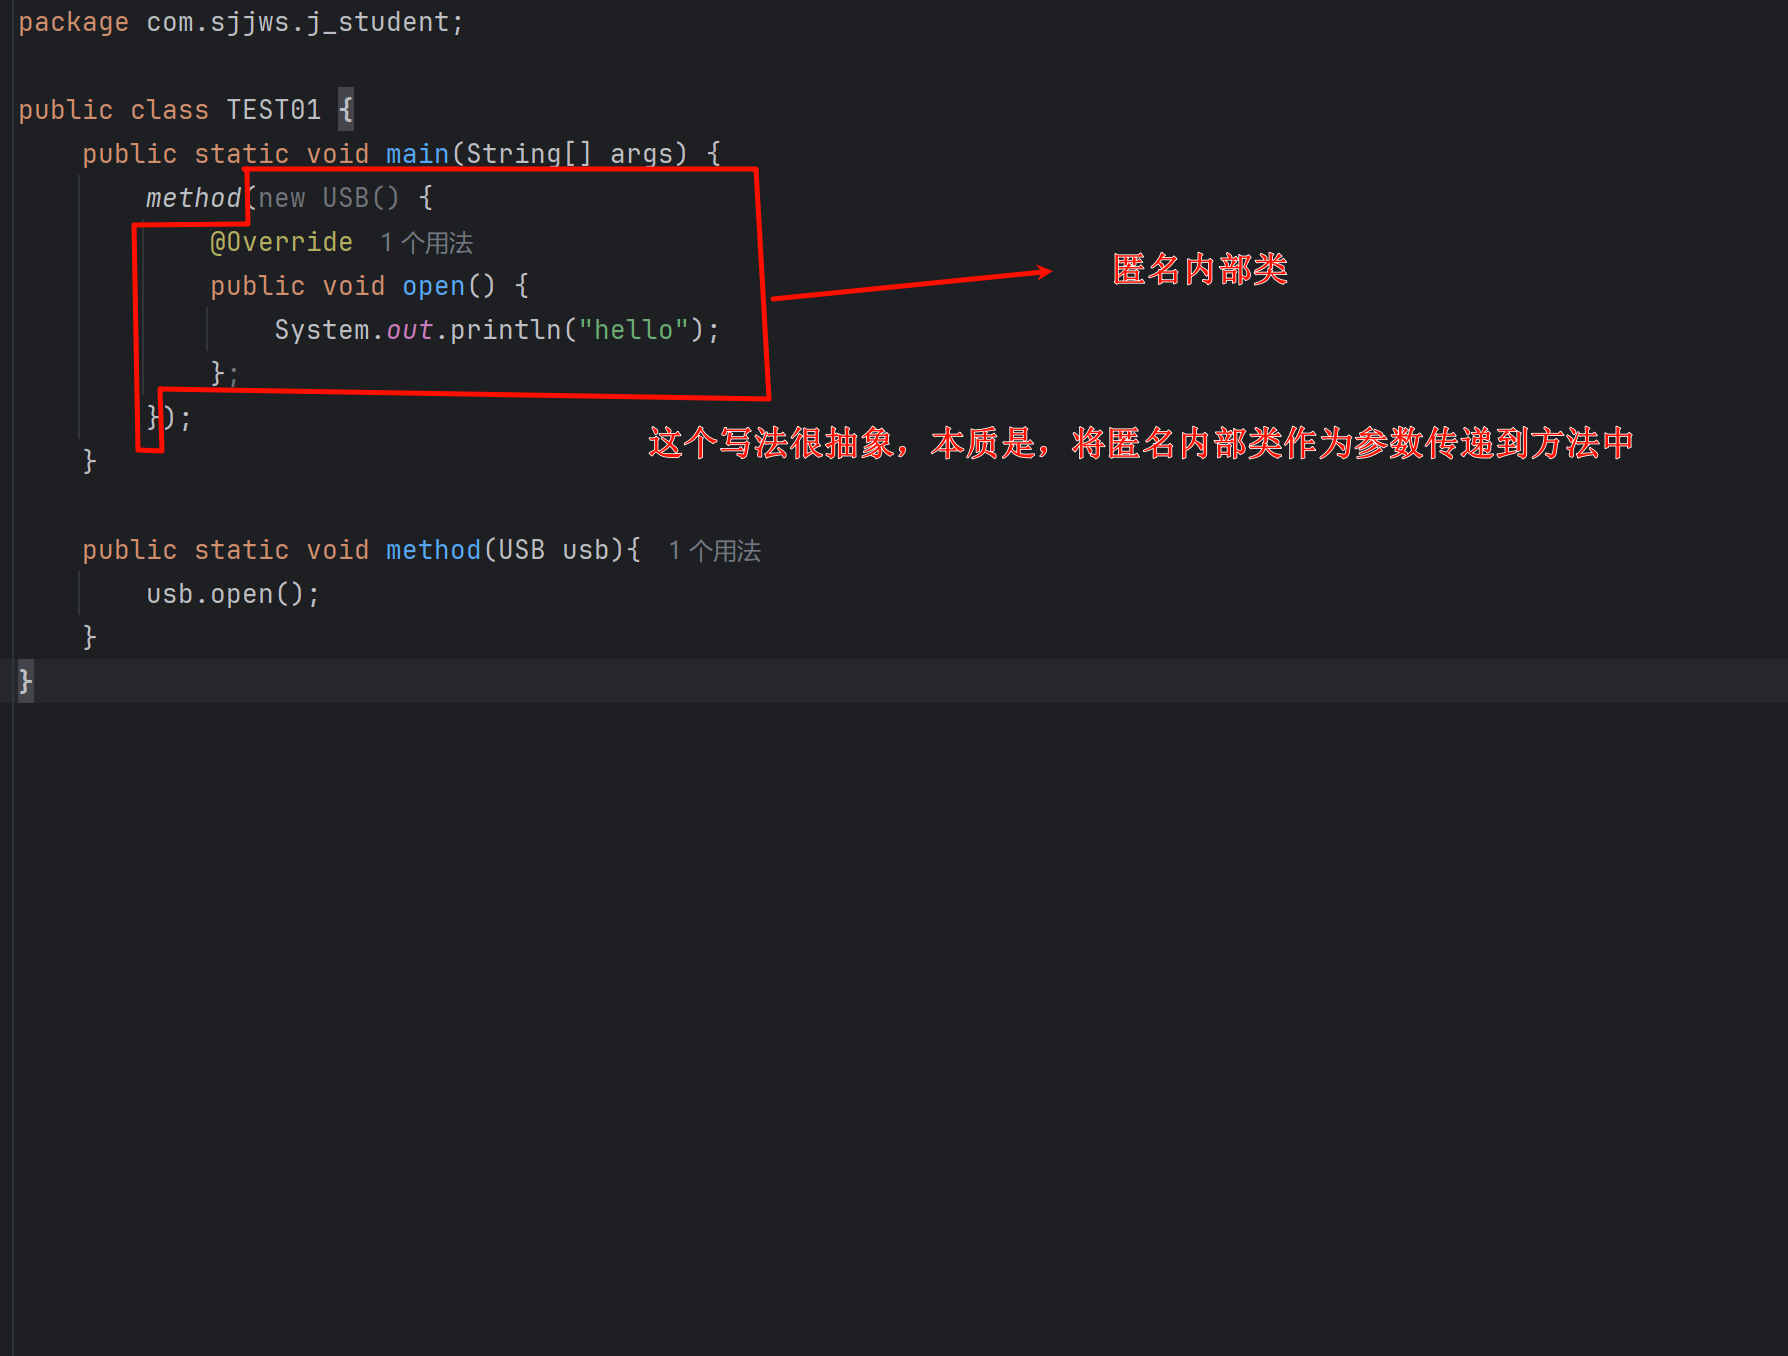 package com.sjjws.j_student;
public class TEST01 {
public static void main(String[] args) {
method(new USB() {
@Override 1 个用法
public void open() {
System.out.println("hello");
};
});
}
匿名内部类
这个写法很抽象，本质是，将匿名内部类作为参数传递到方法中
public static void method(USB usb){ 1 个用法
usb.open();
}
}